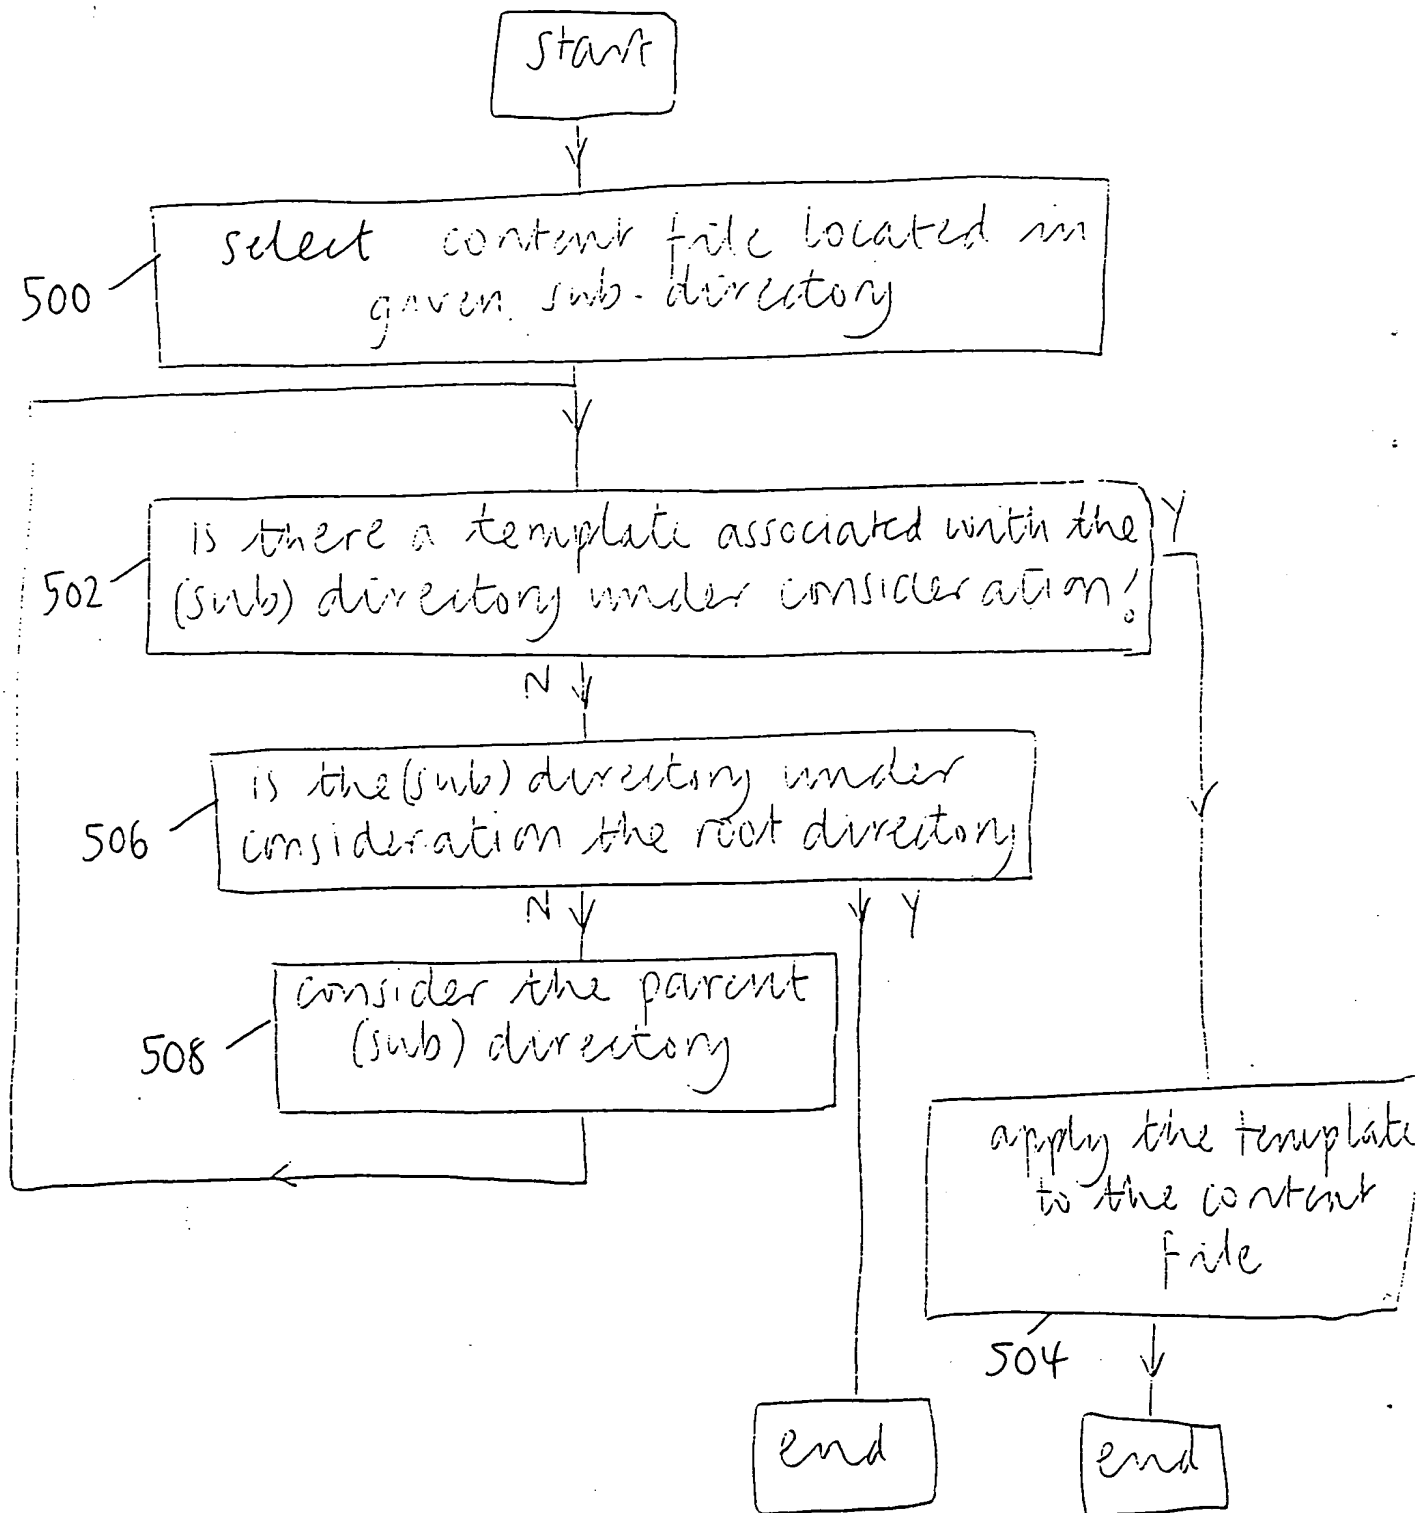 start
select content file located in
given sub-directory
500
is there a template associated with the
(sub) directory under consideration?
502
Y
N
is the (sub) directory under
consideration the root directory
506
N
Y
consider the parent
(sub) directory
508
apply the template
to the content
file
504
end
end